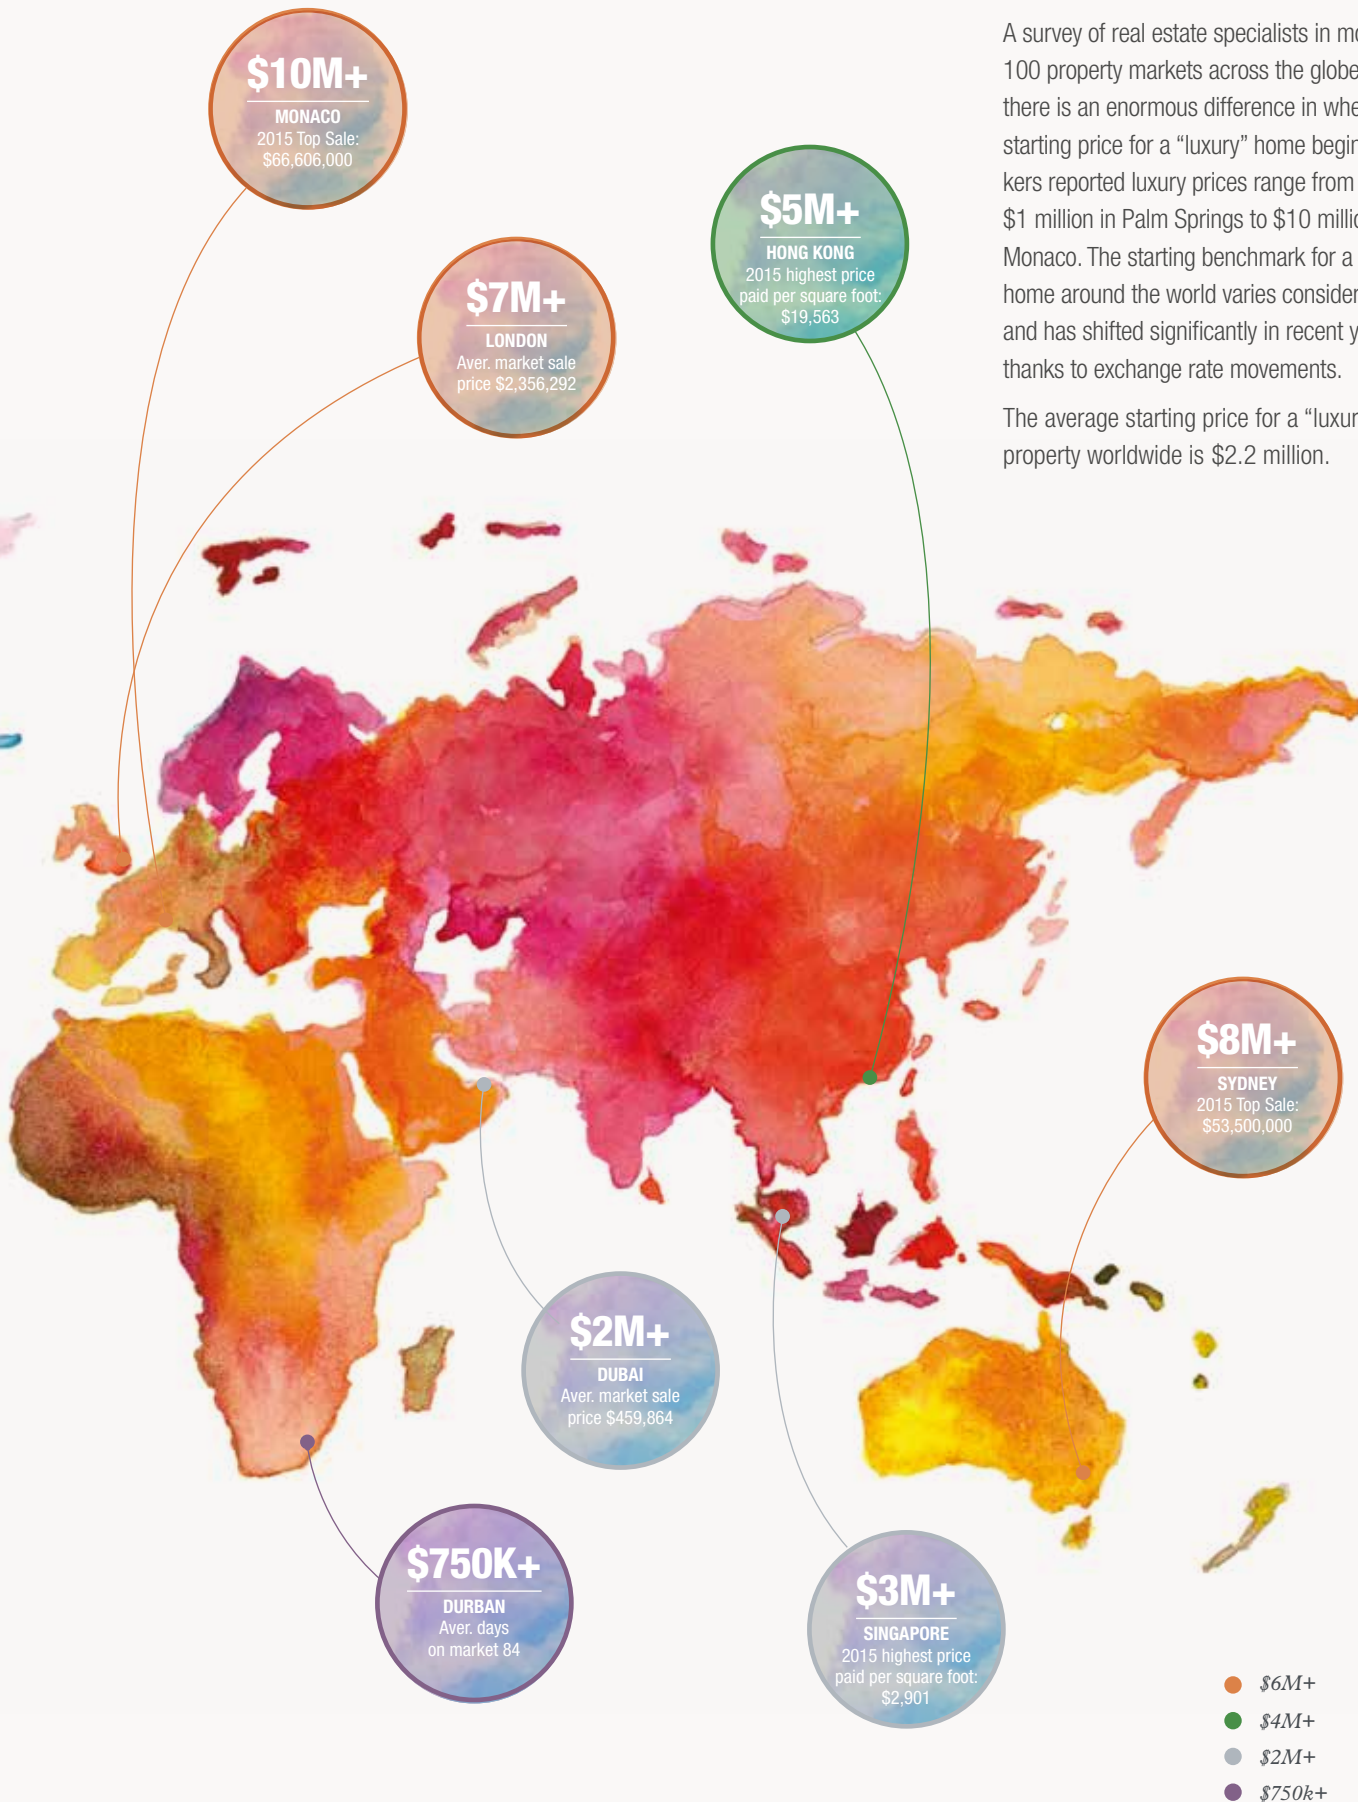 A survey of real estate specialists in
100 property markets across the globe
there is an enormous difference in
starting price for a “luxury” home
reported luxury prices range from
$1 million in Palm Springs to $10
Monaco. The starting benchmark for a
home around the world varies
and has shifted significantly in recent
thanks to exchange rate movements.
The average starting price for a
property worldwide is $2.2 million.
$10M+
MONACO
2015 Top Sale:
$66,606,000
$7M+
LONDON
Aver. market sale
price $2,356,292
$5M+
HONG KONG
2015 highest price
paid per square foot:
$19,563
$8M+
SYDNEY
2015 Top Sale:
$53,500,000
$2M+
DUBAI
Aver. market sale
price $459,864
$750K+
DURBAN
Aver. days
on market 84
$3M+
SINGAPORE
2015 highest price
paid per square foot:
$2,901
$6M+
$4M+
$2M+
$750k+